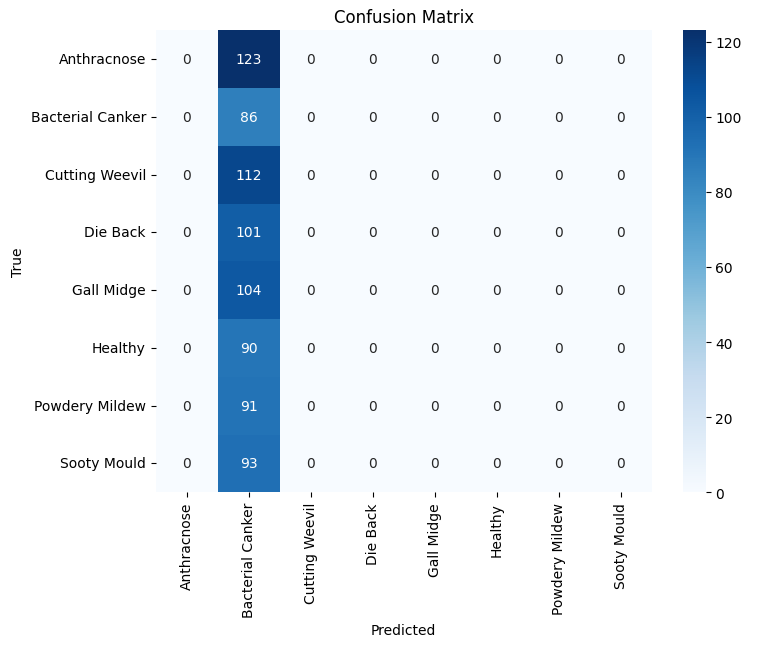 Confusion Matrix
Anthracnose 0 123 0 0 0 0 0 0
Bacterial Canker 0 86 0 0 0 0 0 0
Cutting Weevil 0 112 0 0 0 0 0 0
Die Back 0 101 0 0 0 0 0 0
Gall Midge 0 104 0 0 0 0 0 0
Healthy 0 90 0 0 0 0 0 0
Powdery Mildew 0 91 0 0 0 0 0 0
Sooty Mould 0 93 0 0 0 0 0 0
True
Anthracnose
Bacterial Canker
Cutting Weevil
Die Back
Gall Midge
Healthy
Powdery Mildew
Sooty Mould
Predicted
120
100
80
60
40
20
0